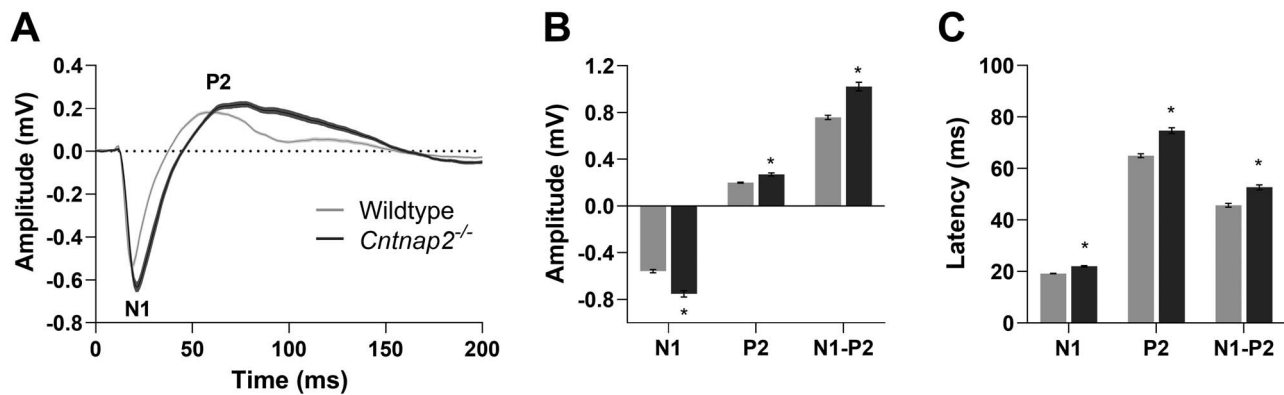 A
Amplitude (mV)
0.4
0.2
0.0
-0.2
-0.4
-0.6
-0.8
P2
N1
Wildtype
Cntnap2-/-
0 50 100 150 200
Time (ms)
B
Amplitude (mV)
1.2
0.8
0.4
0.0
-0.4
-0.8
*
*
*
N1 P2 N1-P2
C
Latency (ms)
100
80
60
40
20
0
*
*
*
N1 P2 N1-P2